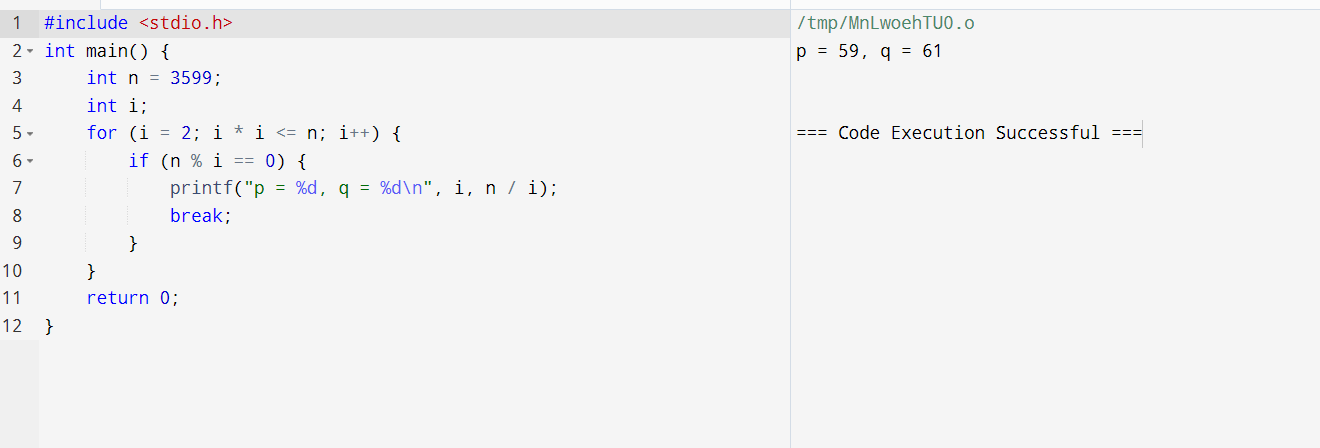 1 #include <stdio.h>
2 int main() {
3     int n = 3599;
4     int i;
5     for (i = 2; i * i <= n; i++) {
6         if (n % i == 0) {
7             printf("p = %d, q = %d\n", i, n / i);
8             break;
9         }
10     }
11     return 0;
12 }
/tmp/MnLwoehTUO.o
p = 59, q = 61
=== Code Execution Successful ===